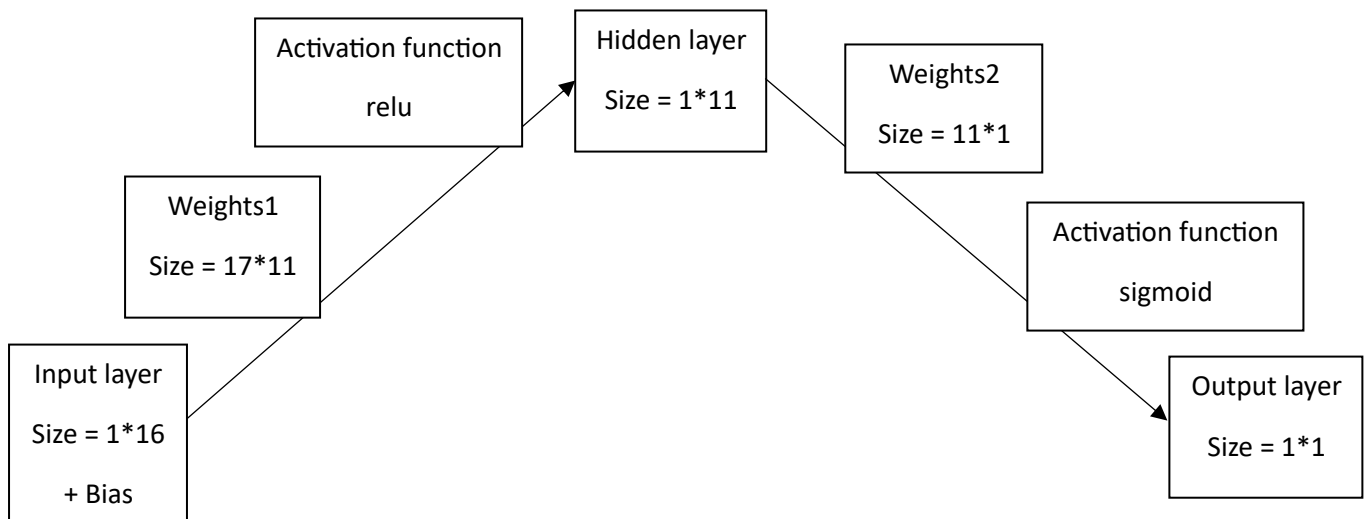 Activation function
relu
Hidden layer
Size = 1*11
Weights2
Size = 11*1
Weights1
Size = 17*11
Activation function
sigmoid
Input layer
Size = 1*16
+ Bias
Output layer
Size = 1*1